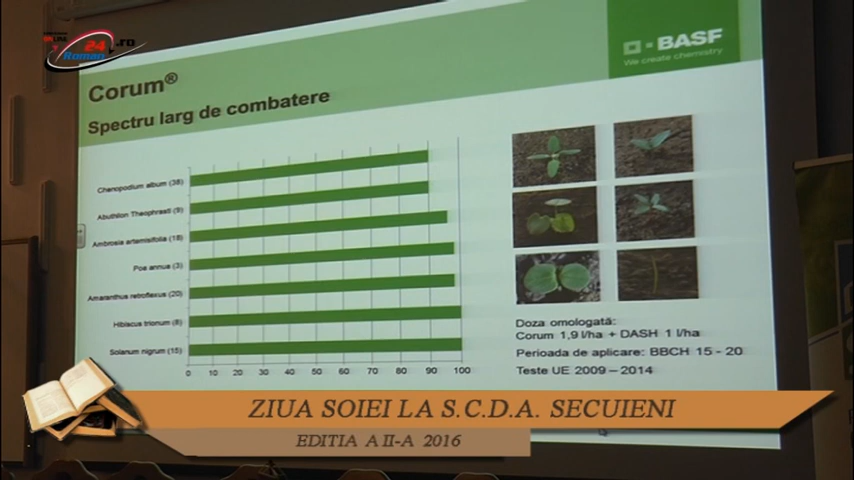 24 .ro
Roman
BASF
We create chemistry
Corum®
Spectru larg de combatere
Chenopodium album (38)
Abuthilon Theophrasti (9)
Ambrosia artemisifolia (18)
Poa annua (3)
Amaranthus retroflexus (20)
Hibiscus trionum (8)
Solanum nigrum (15)
0 10 20 30 40 50 60 70 80 90 100
Doza omologată:
Corum 1,9 l/ha + DASH 1 l/ha
Perioada de aplicare: BBCH 15 - 20
Teste UE 2009 – 2014
ZIUA SOIEI LA S.C.D.A. SECUIENI
EDITIA A II-A 2016